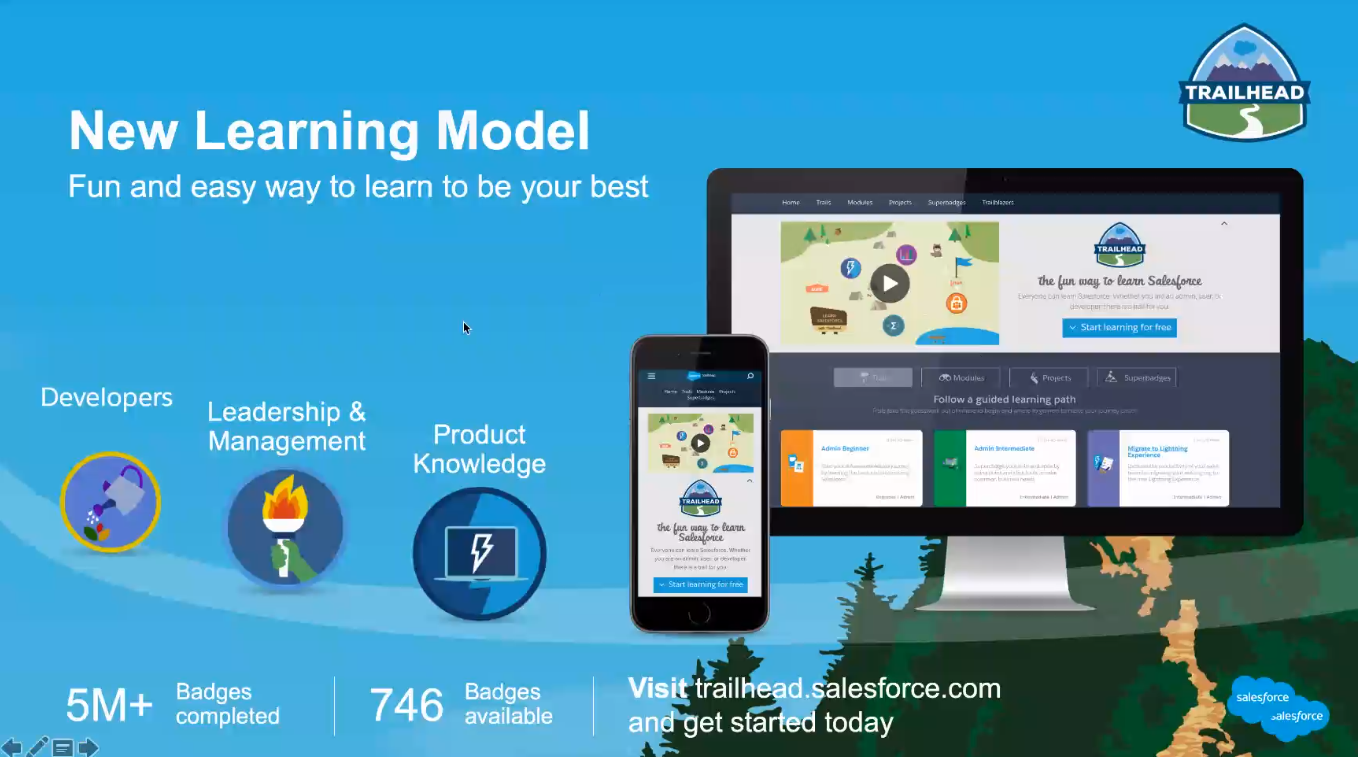 TRAILHEAD
New Learning Model
Fun and easy way to learn to be your best
Home Trails Modules Projects Superbadges Trailblazers
TRAILHEAD
the fun way to learn Salesforce
Everyone can learn Salesforce. Whether you are an admin, user, or
developer, there is a trail for you.
Start learning for free
LEARN
SALESFORCE
Modules Projects Superbadges
Follow a guided learning path
Admin Beginner
Beginner | Admin
Admin Intermediate
Intermediate | Admin
Migrate to Lightning
Experience
Intermediate | Admin
Developers
Leadership &
Management
Product
Knowledge
Home Trails Modules Projects
Superbadges
TRAILHEAD
the fun way to learn
Salesforce
Everyone can learn Salesforce. Whether
you are an admin, user, or developer,
there is a trail for you.
Start learning for free
5M+ Badges
completed
746 Badges
available
Visit trailhead.salesforce.com
and get started today
salesforce
salesforce